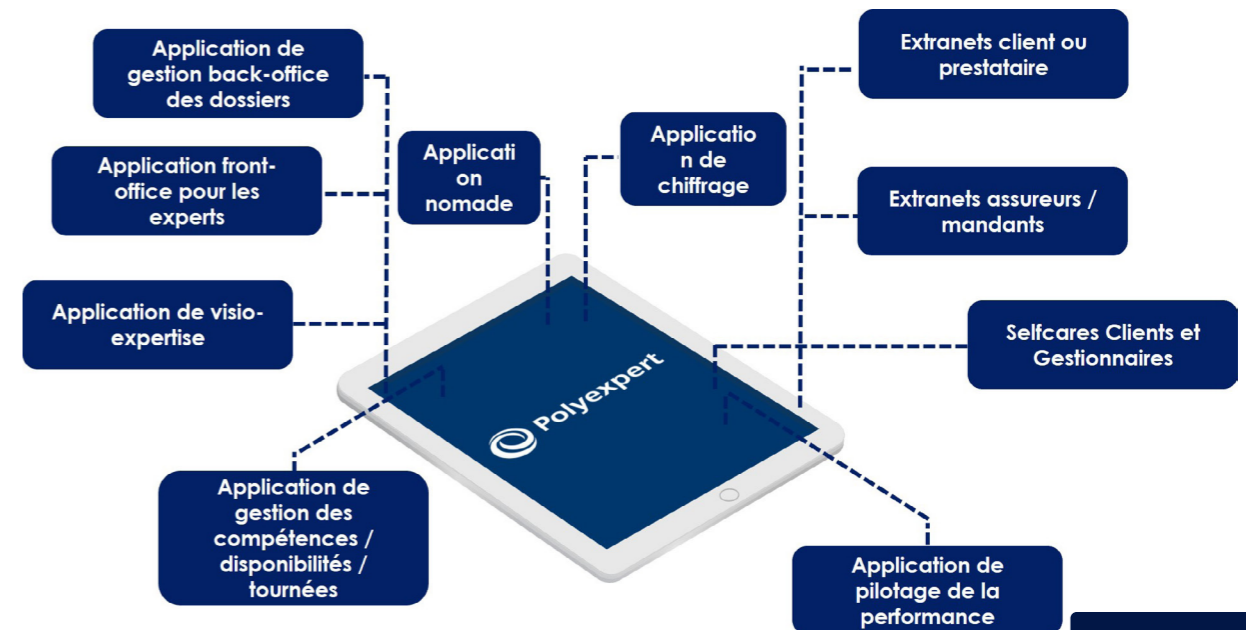 Application de
gestion back-office
des dossiers
Extranets client ou
prestataire
Applicati
on
nomade
Applicatio
n de
chiffrage
Application front-
office pour les
experts
Extranets assureurs /
mandants
Application de visio-
expertise
Selfcares Clients et
Gestionnaires
Polyexpert
Application de
gestion des
compétences /
disponibilités /
tournées
Application de
pilotage de la
performance